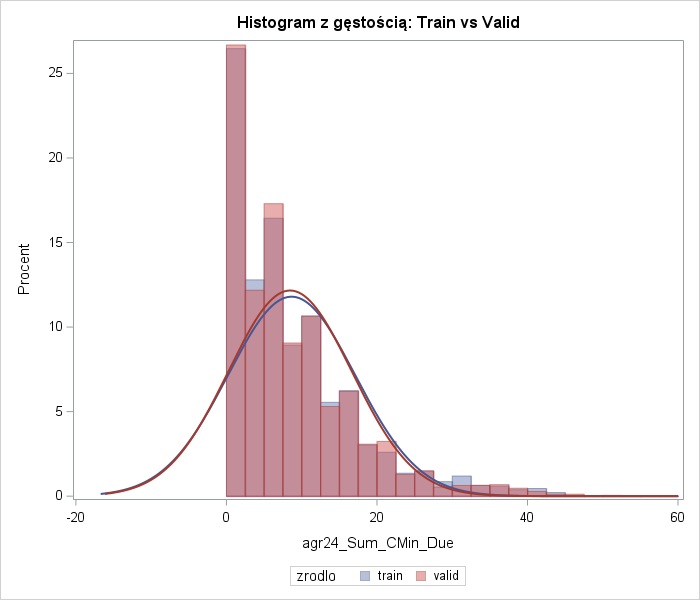 Histogram z gęstością: Train vs Valid
25
20
15
10
5
0
Procent
-20
0
20
40
60
agr24_Sum_CMin_Due
zrodlo train valid